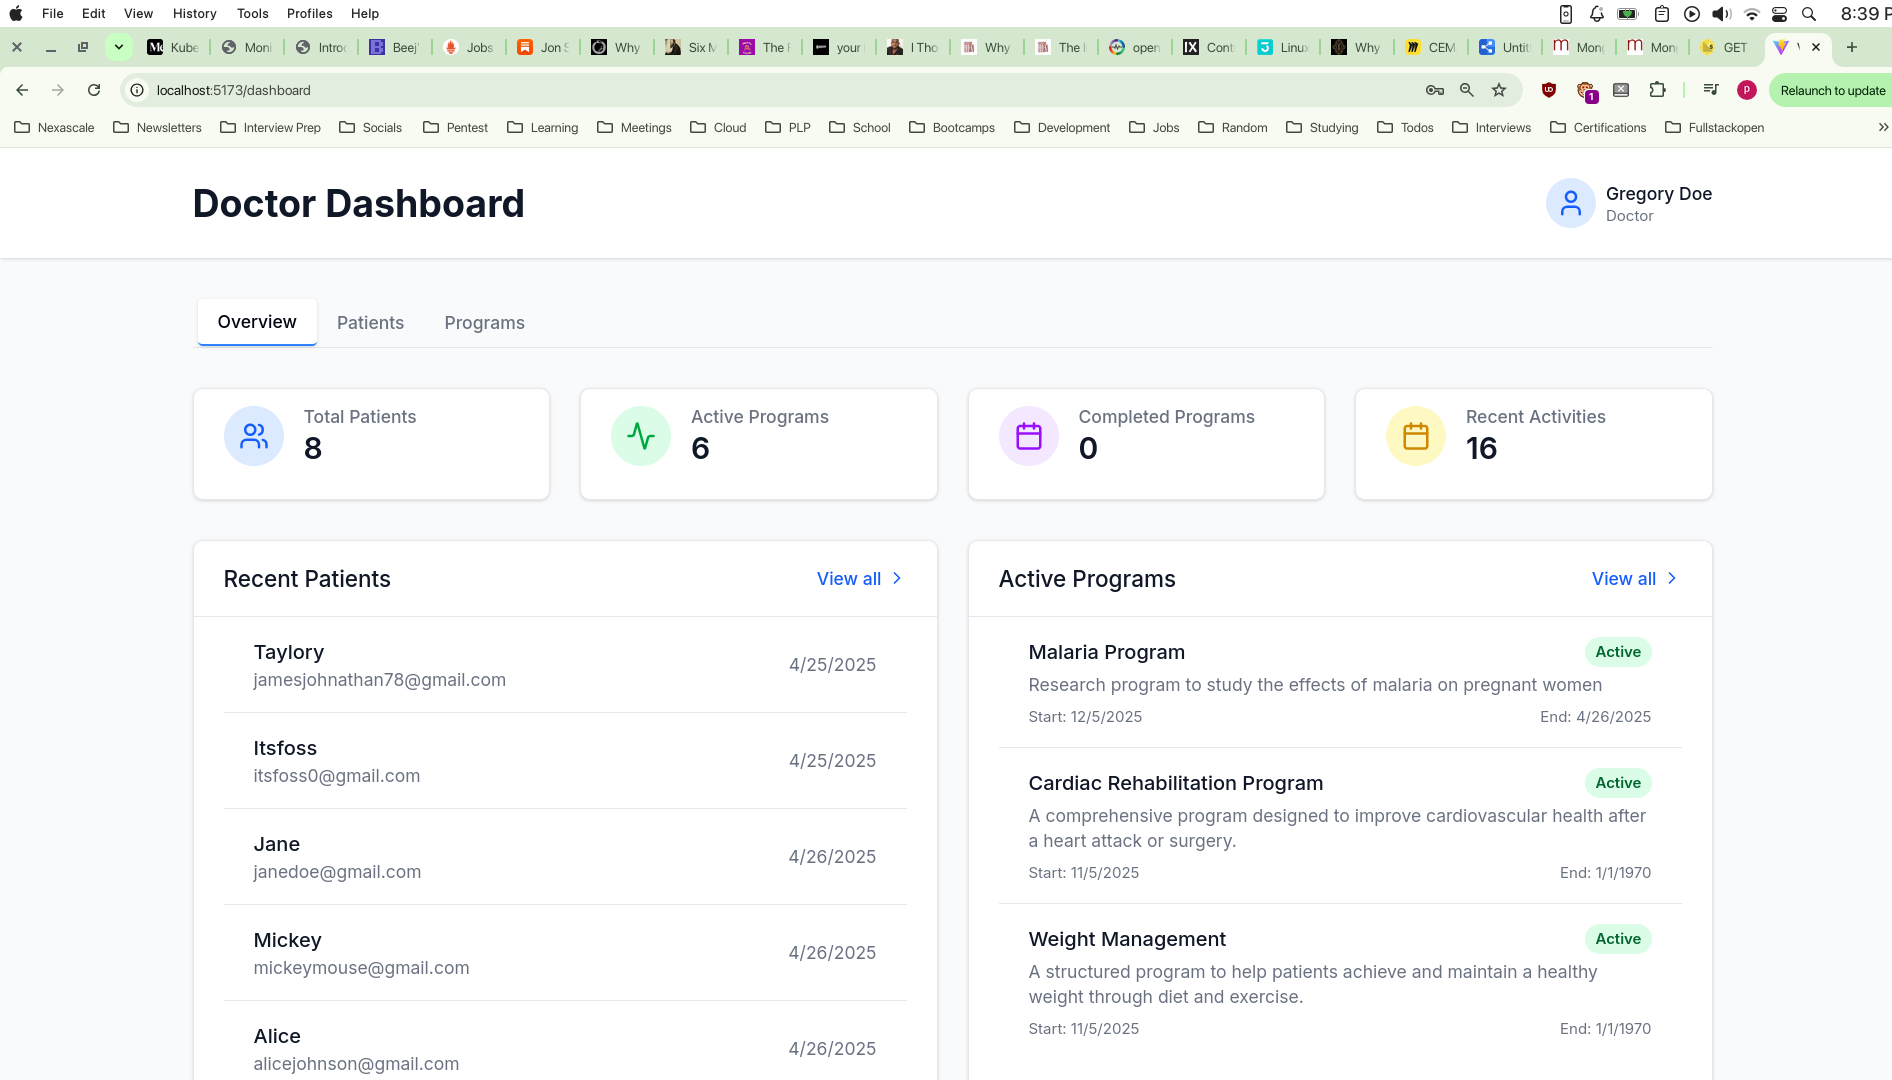 File Edit View History Tools Profiles Help 8:39 P
Kube Moni Introc Beej' Jobs Jon S Why Six M The F your I Tho Why The I open Cont Linux Why CEM Untit Mong Mon GET
localhost:5173/dashboard Relaunch to update
Nexascale Newsletters Interview Prep Socials Pentest Learning Meetings Cloud PLP School Bootcamps Development Jobs Random Studying Todos Interviews Certifications Fullstackopen
Doctor Dashboard
Gregory Doe
Doctor
Overview Patients Programs
Total Patients
8
Active Programs
6
Completed Programs
0
Recent Activities
16
Recent Patients View all
Taylory
jamesjohnathan78@gmail.com
4/25/2025
Itsfoss
itsfoss0@gmail.com
4/25/2025
Jane
janedoe@gmail.com
4/26/2025
Mickey
mickeymouse@gmail.com
4/26/2025
Alice
alicejohnson@gmail.com
4/26/2025
Active Programs View all
Malaria Program Active
Research program to study the effects of malaria on pregnant women
Start: 12/5/2025 End: 4/26/2025
Cardiac Rehabilitation Program Active
A comprehensive program designed to improve cardiovascular health after
a heart attack or surgery.
Start: 11/5/2025 End: 1/1/1970
Weight Management Active
A structured program to help patients achieve and maintain a healthy
weight through diet and exercise.
Start: 11/5/2025 End: 1/1/1970